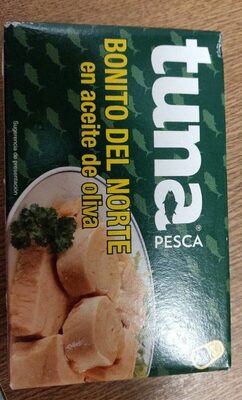 tuna
®
PESCA
BONITO DEL NORTE
en aceite de oliva
Sugerencia de presentación